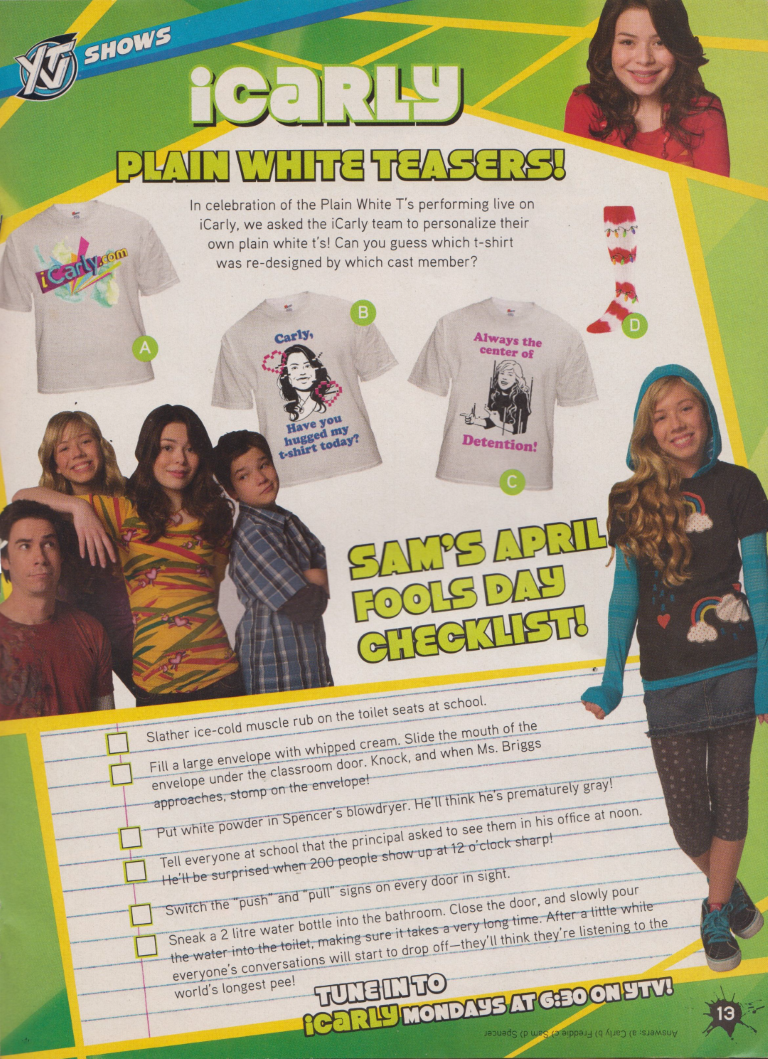 YTV SHOWS
iCARLY
PLAIN WHITE TEASERS!
In celebration of the Plain White T's performing live on
iCarly, we asked the iCarly team to personalize their
own plain white t's! Can you guess which t-shirt
was re-designed by which cast member?
iCarly.com
A
Carly,
Have you
hugged my
t-shirt today?
B
Always the
center of
Detention!
C
D
SAM'S APRIL
FOOLS DAY
CHECKLIST!
Slather ice-cold muscle rub on the toilet seats at school.
Fill a large envelope with whipped cream. Slide the mouth of the
envelope under the classroom door. Knock, and when Ms. Briggs
approaches, stomp on the envelope!
Put white powder in Spencer's blowdryer. He'll think he's prematurely gray!
Tell everyone at school that the principal asked to see them in his office at noon.
He'll be surprised when 200 people show up at 12 o'clock sharp!
Switch the "push" and "pull" signs on every door in sight.
Sneak a 2 litre water bottle into the bathroom. Close the door, and slowly pour
the water into the toilet, making sure it takes a very long time. After a little while
everyone's conversations will start to drop off—they'll think they're listening to the
world's longest pee!
TUNE IN TO
iCARLY MONDAYS AT 6:30 ON YTV!
Answers: a) Carly b) Freddie c) Sam d) Spencer
13